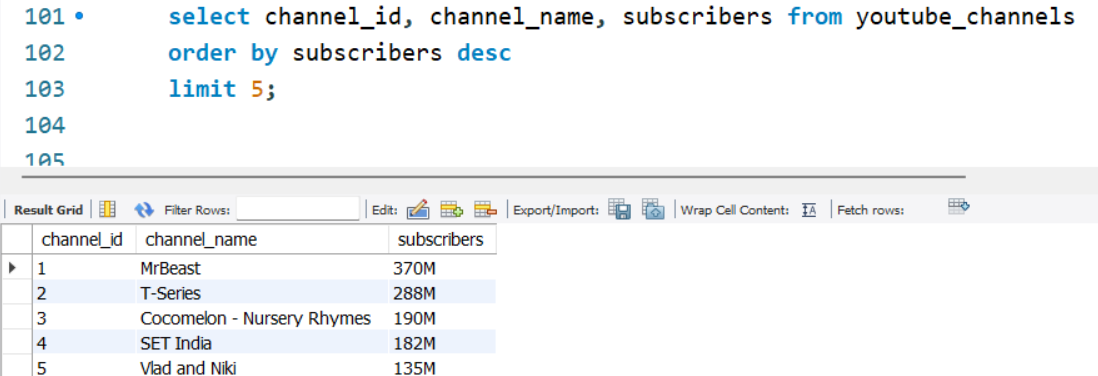 101 select channel_id, channel_name, subscribers from youtube_channels
102 order by subscribers desc
103 limit 5;
104
105
Result Grid Filter Rows: Edit: Export/Import: Wrap Cell Content: Fetch rows:
channel_id channel_name subscribers
1 MrBeast 370M
2 T-Series 288M
3 Cocomelon - Nursery Rhymes 190M
4 SET India 182M
5 Vlad and Niki 135M